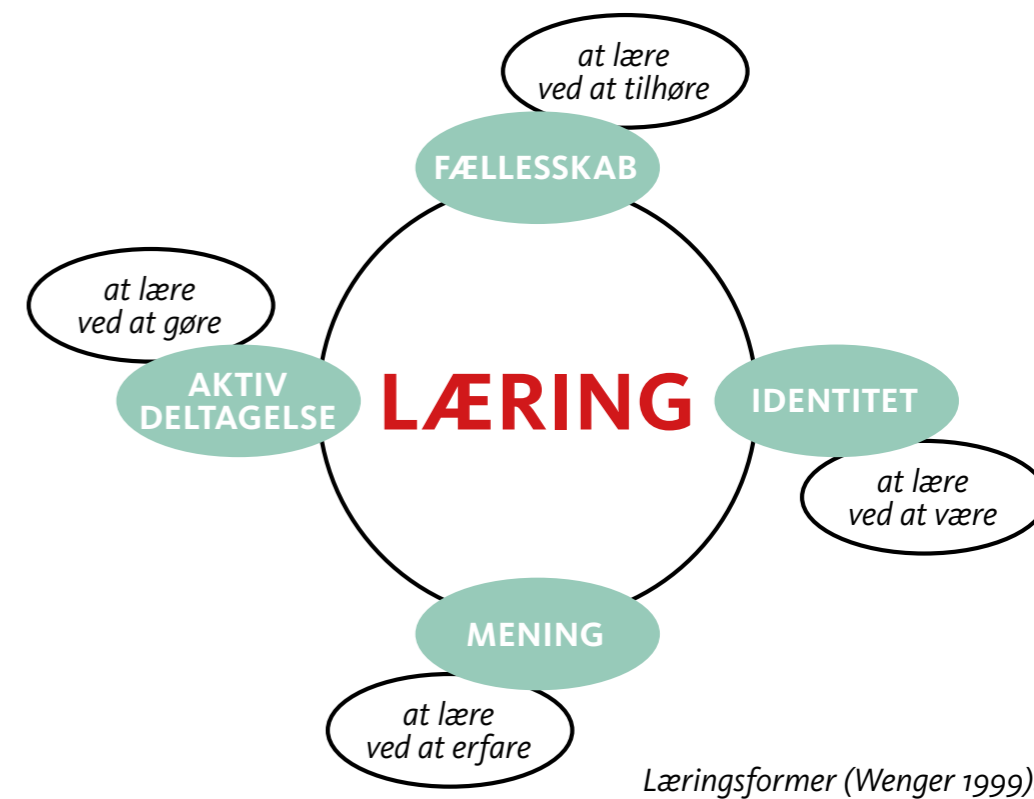 at lære
ved at tilhøre
FÆLLESSKAB
at lære
ved at gøre
AKTIV
DELTAGELSE
LÆRING
IDENTITET
at lære
ved at være
MENING
at lære
ved at erfare
Læringsformer (Wenger 1999)